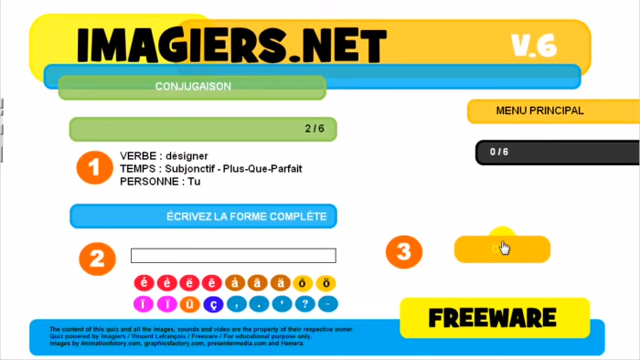 IMAGIERS.NET
V.6
CONJUGAISON
MENU PRINCIPAL
2/6
0/6
1
VERBE : désigner
TEMPS : Subjonctif - Plus-Que-Parfait
PERSONNE : Tu
ÉCRIVEZ LA FORME COMPLÈTE
2
3
é è ê ë à â ä ô ö
î ï û ç , . ' ? -
FREEWARE
The content of this quiz and all the images, sounds and video are the property of their respective owner.
Quiz powered by Imagiers / Vincent Lefrançois / For educational purpose only.
Images by Animationfactory.com, graphicsfactory.com, presentermedia.com and Hemera.